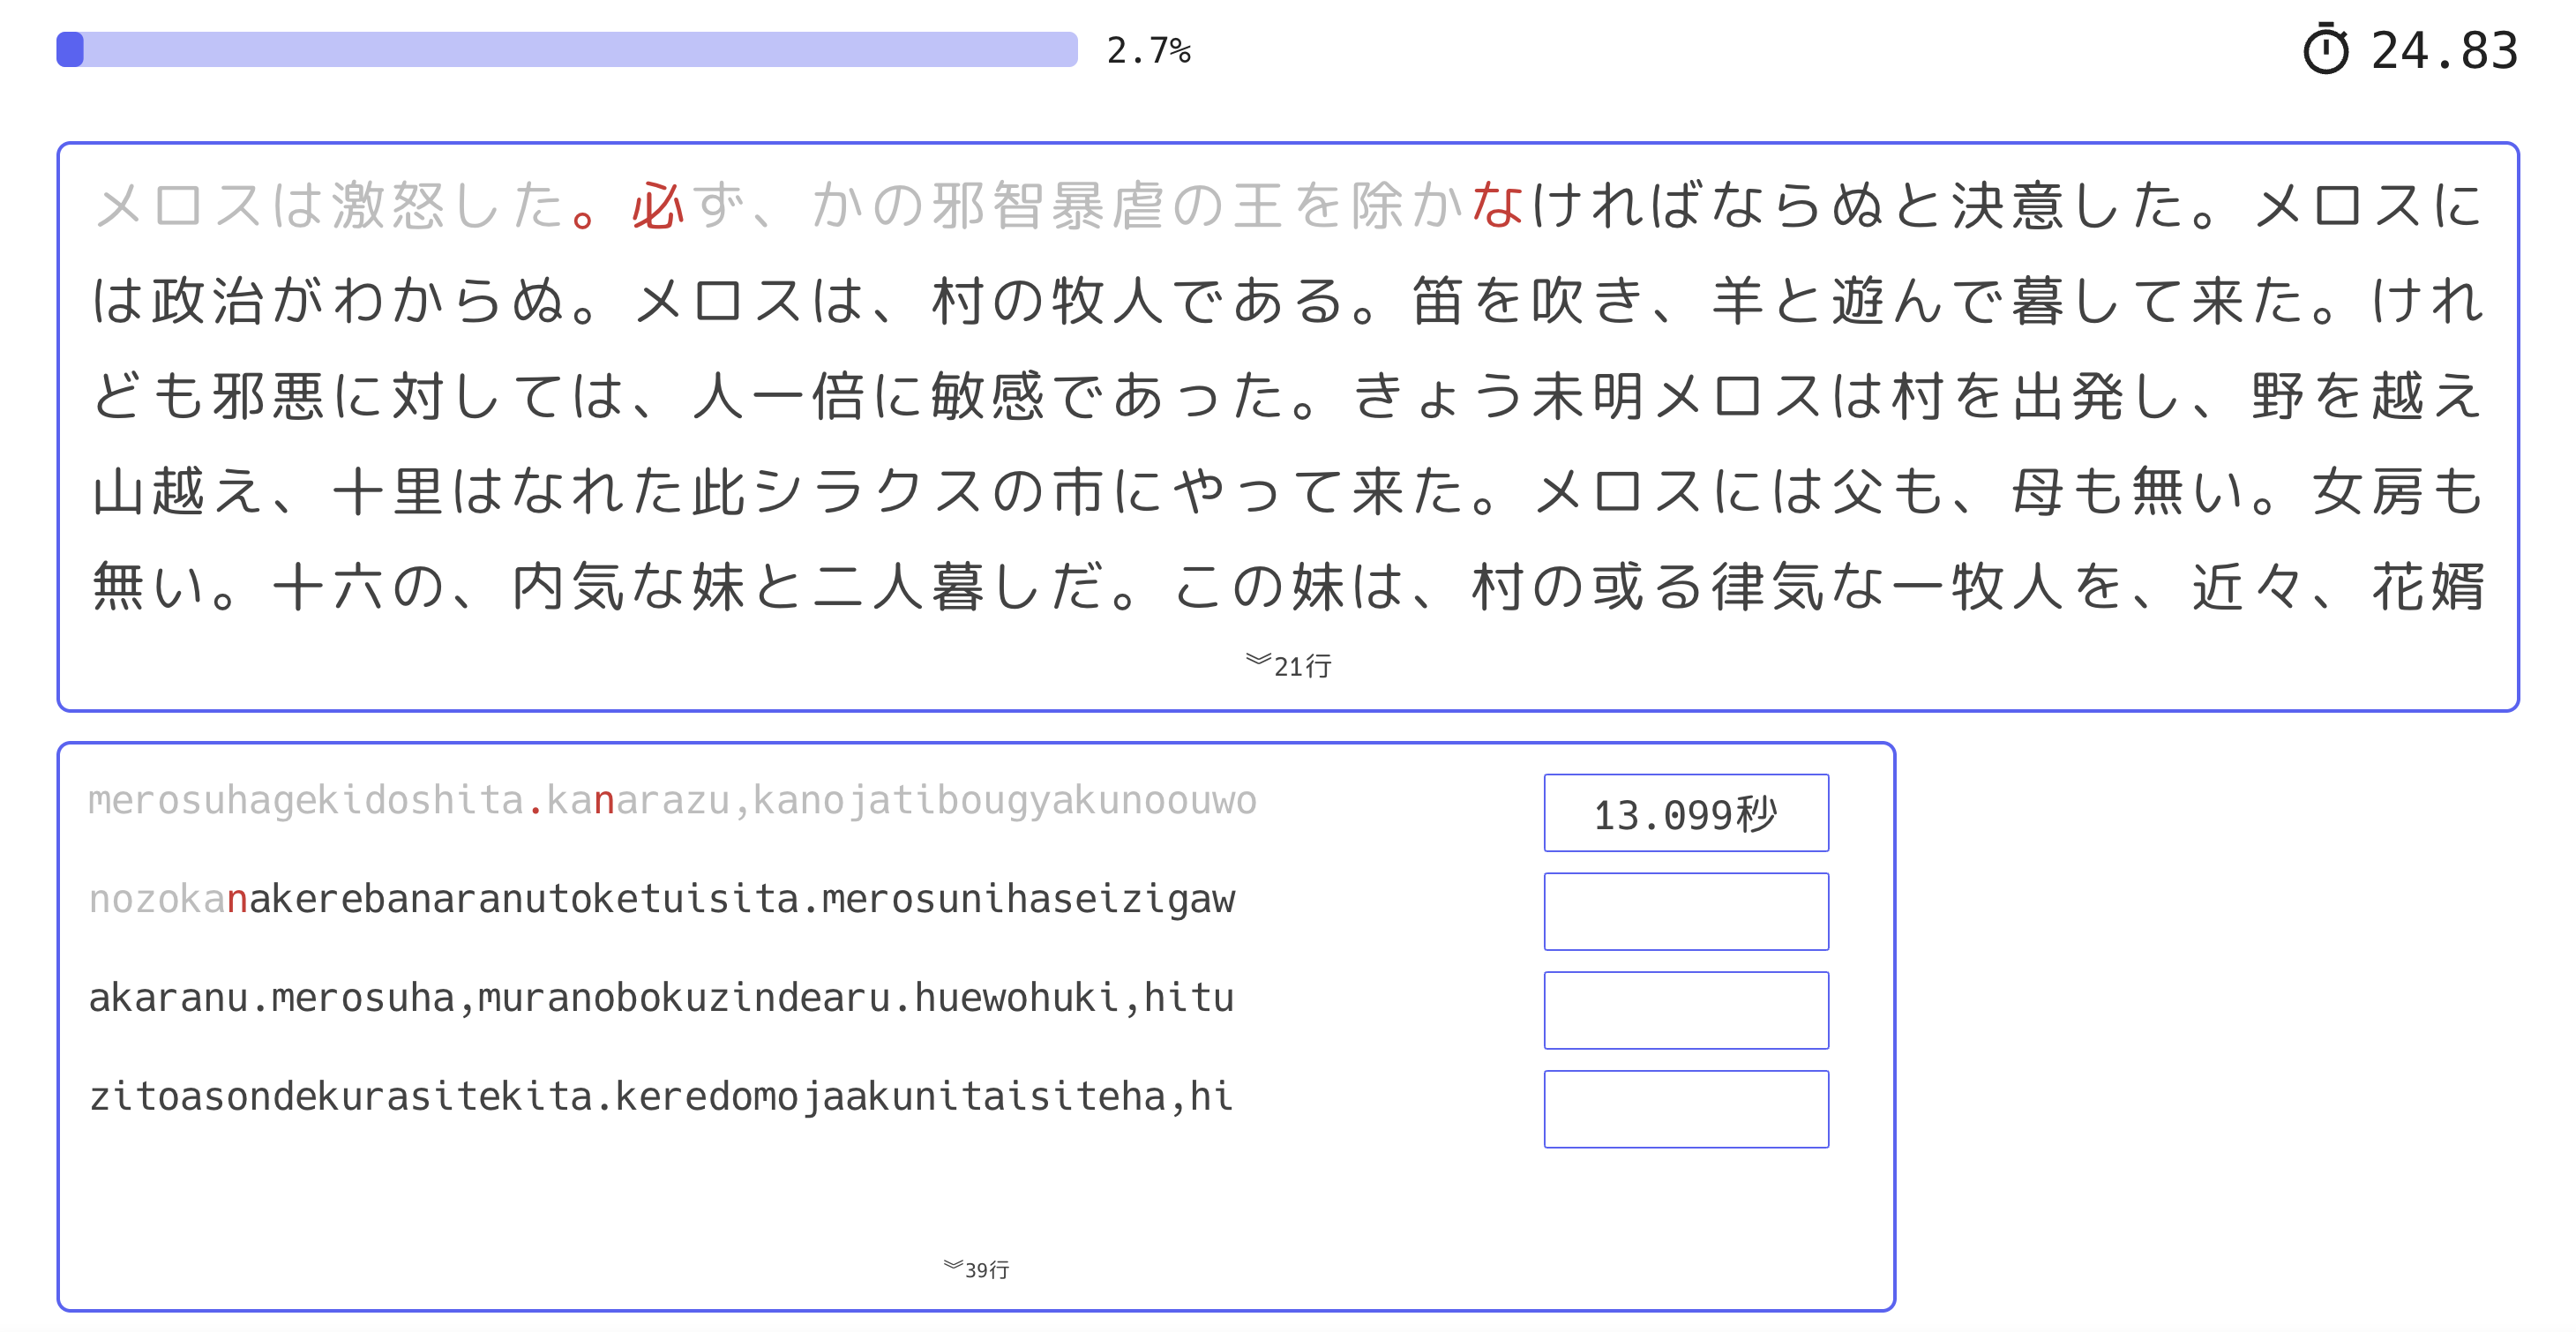 2.7%
24.83
メロスは激怒した。必ず、かの邪智暴虐の王を除かなければならぬと決意した。メロスに
は政治がわからぬ。メロスは、村の牧人である。笛を吹き、羊と遊んで暮して来た。けれ
ども邪悪に対しては、人一倍に敏感であった。きょう未明メロスは村を出発し、野を越え
山越え、十里はなれた此シラクスの市にやって来た。メロスには父も、母も無い。女房も
無い。十六の、内気な妹と二人暮しだ。この妹は、村の或る律気な一牧人を、近々、花婿
21行
merosuhagekidoshita.kanarazu,kanojatibougyakunoouwo
13.099秒
nozokanakerebanaranutoketuisita.merosunihaseizigaw
akaranu.merosuha,muranobokuzindearu.huewohuki,hitu
zitoasondekurasitekita.keredomojaakunitaisiteha,hi
39行